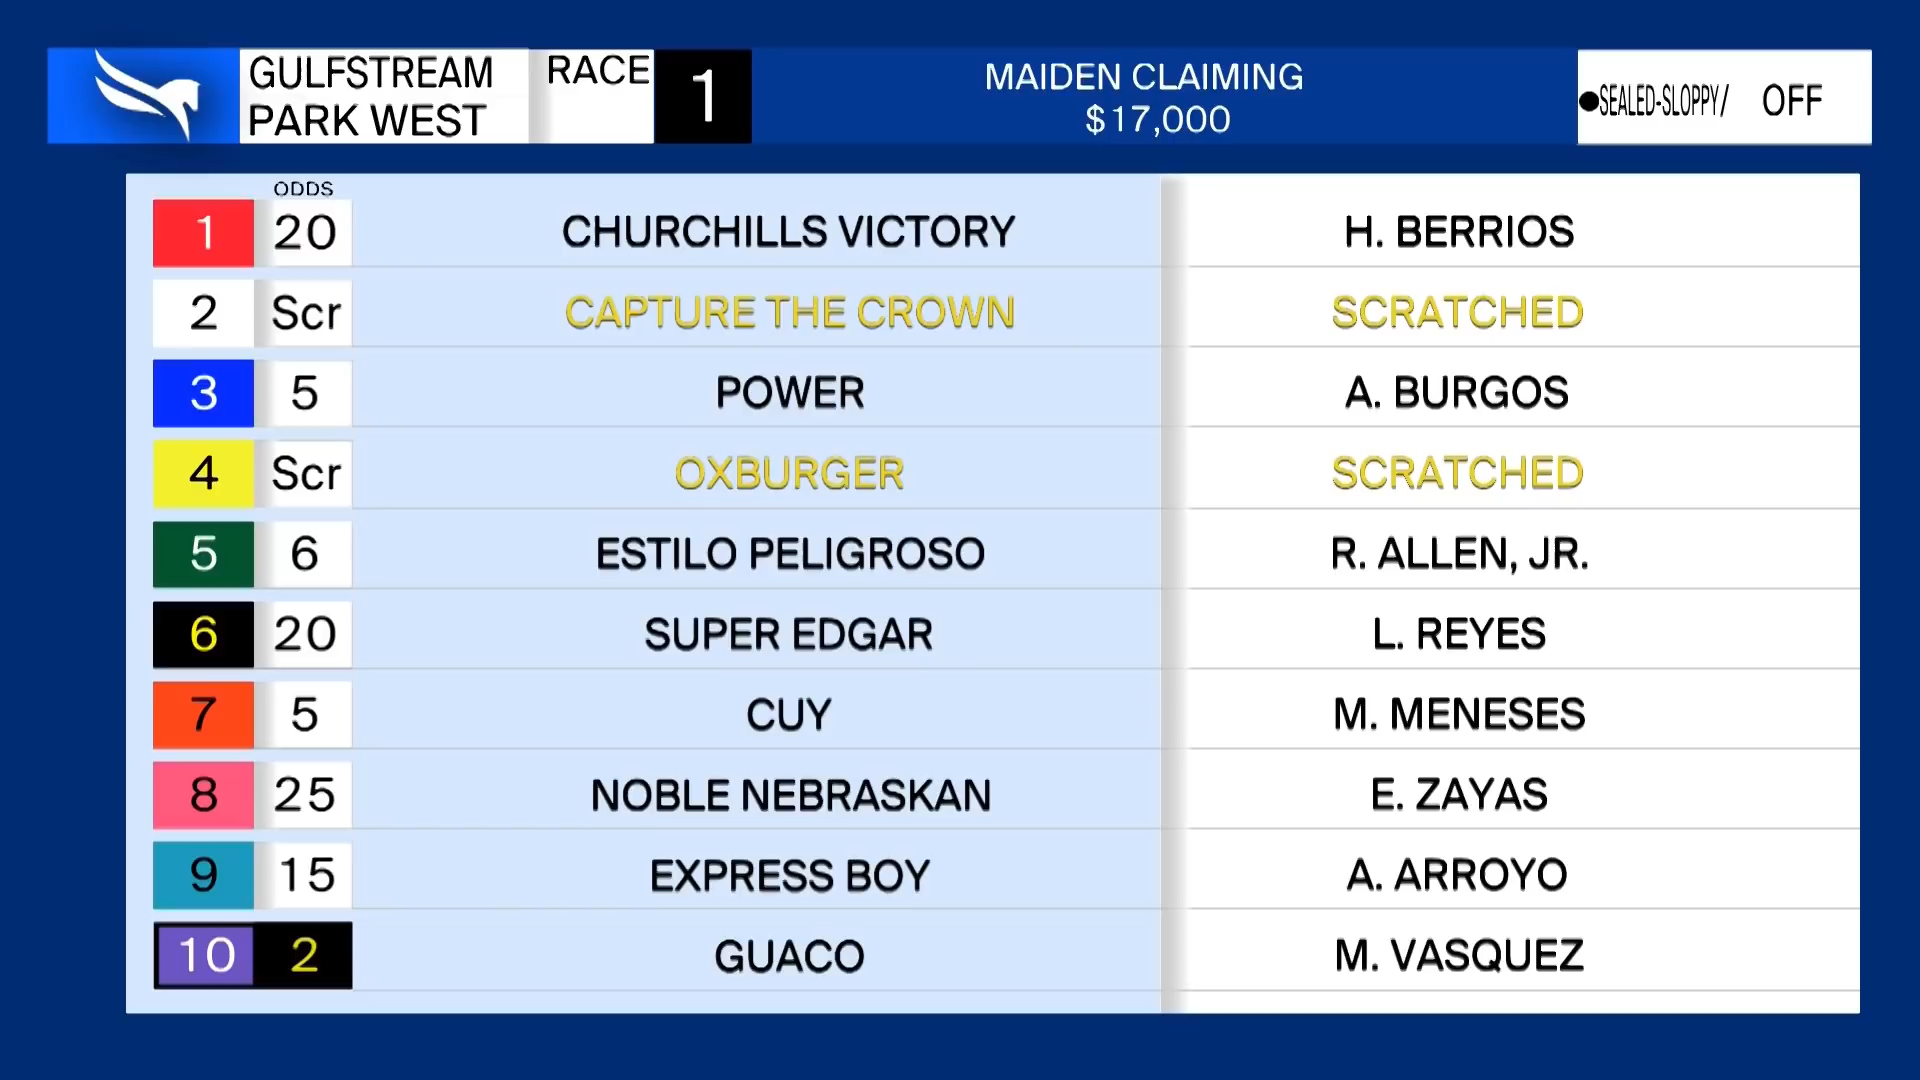 GULFSTREAM
PARK WEST
RACE
1
MAIDEN CLAIMING
$17,000
SEALED-SLOPPY/ OFF
ODDS
1 20 CHURCHILLS VICTORY H. BERRIOS
2 Scr CAPTURE THE CROWN SCRATCHED
3 5 POWER A. BURGOS
4 Scr OXBURGER SCRATCHED
5 6 ESTILO PELIGROSO R. ALLEN, JR.
6 20 SUPER EDGAR L. REYES
7 5 CUY M. MENESES
8 25 NOBLE NEBRASKAN E. ZAYAS
9 15 EXPRESS BOY A. ARROYO
10 2 GUACO M. VASQUEZ